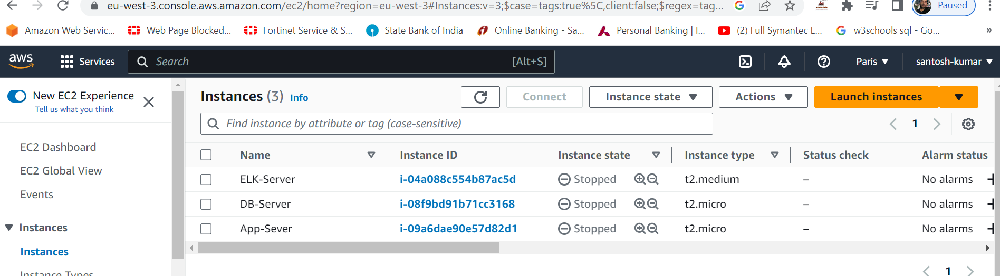 eu-west-3.console.aws.amazon.com/ec2/home?region=eu-west-3#Instances:v=3;$case=tags:true%5C,client:false;$regex=tag...
Paused
Amazon Web Servic...
Web Page Blocked...
Fortinet Service & S...
State Bank of India
Online Banking - Sa...
Personal Banking | I...
(2) Full Symantec E...
w3schools sql - Go...
»
aws
Services
Search
[Alt+S]
Paris
santosh-kumar
New EC2 Experience
Tell us what you think
EC2 Dashboard
EC2 Global View
Events
Instances
Instances
Instance Types
Instances (3) Info
Connect
Instance state
Actions
Launch instances
Find instance by attribute or tag (case-sensitive)
1
Name Instance ID Instance state Instance type Status check Alarm status
ELK-Server i-04a088c554b87ac5d Stopped t2.medium – No alarms +
DB-Server i-08f9bd91b71cc3168 Stopped t2.micro – No alarms +
App-Sever i-09a6dae90e57d82d1 Stopped t2.micro – No alarms +
1